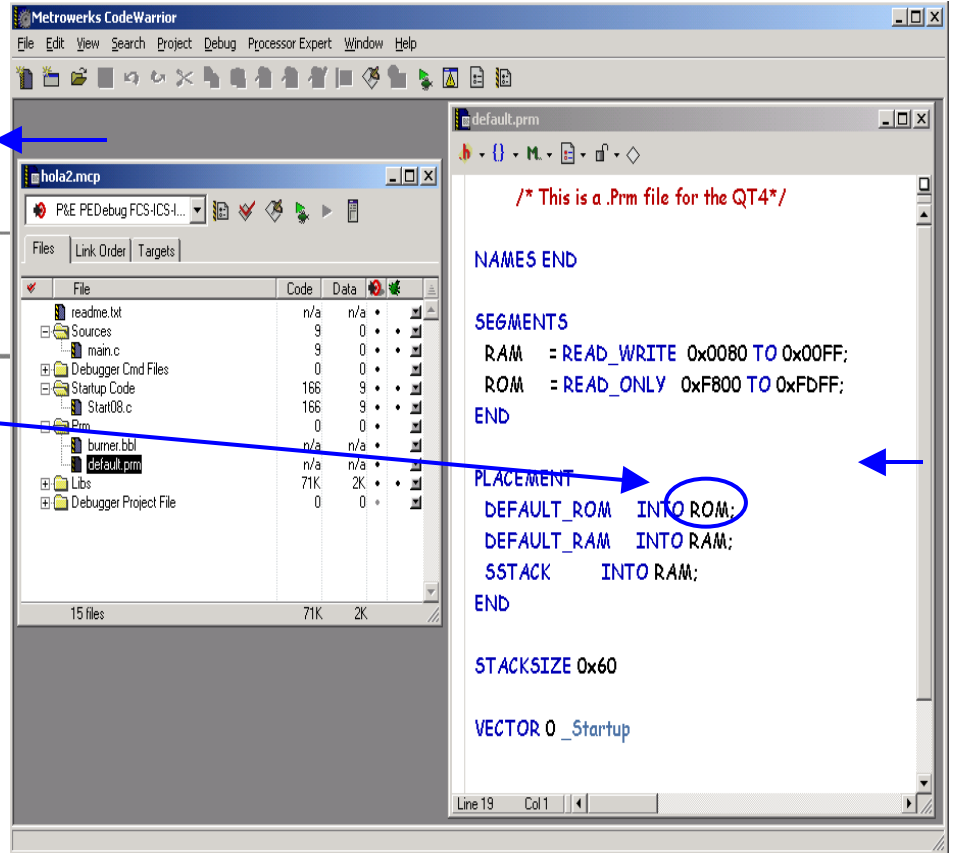 Metrowerks CodeWarrior
File Edit View Search Project Debug Processor Expert Window Help
hola2.mcp
P&E PEDebug FCS-ICS-I...
Files Link Order Targets
File Code Data
readme.txt n/a n/a
Sources 9 0
main.c 9 0
Debugger Cmd Files 0 0
Startup Code 166 9
Start08.c 166 9
Prm 0 0
burner.bbl n/a n/a
default.prm n/a n/a
Libs 71K 2K
Debugger Project File 0 0
15 files 71K 2K
default.prm
.h {} M.
/* This is a .Prm file for the QT4*/
NAMES END
SEGMENTS
RAM = READ_WRITE 0x0080 TO 0x00FF;
ROM = READ_ONLY 0xF800 TO 0xFDFF;
END
PLACEMENT
DEFAULT_ROM INTO ROM;
DEFAULT_RAM INTO RAM;
SSTACK INTO RAM;
END
STACKSIZE 0x60
VECTOR 0 _Startup
Line 19 Col 1